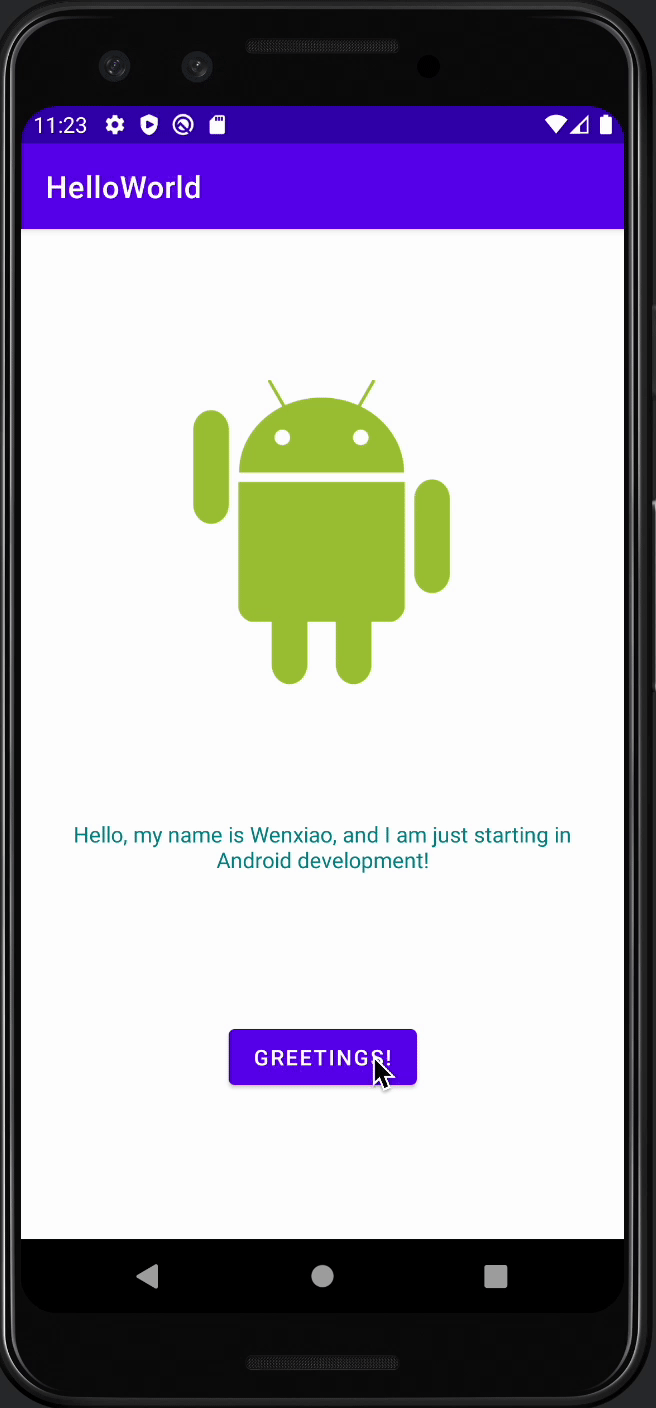 11:23
HelloWorld
Hello, my name is Wenxiao, and I am just starting in
Android development!
GREETINGS!